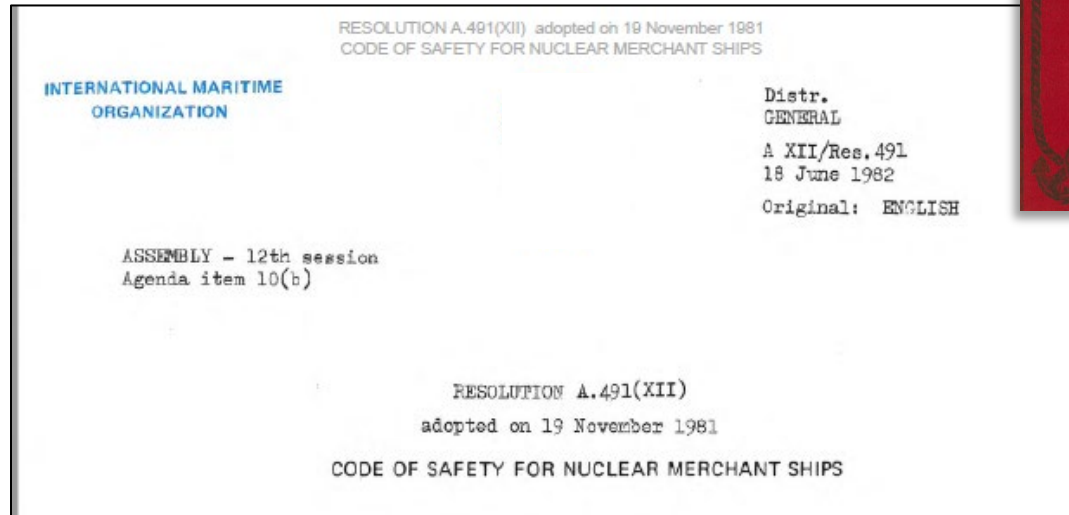 RESOLUTION A.491(XII) adopted on 19 November 1981
CODE OF SAFETY FOR NUCLEAR MERCHANT SHIPS
INTERNATIONAL MARITIME
ORGANIZATION
Distr.
GENERAL
A XII/Res.491
18 June 1982
Original: ENGLISH
ASSEMBLY – 12th session
Agenda item 10(b)
RESOLUTION A.491(XII)
adopted on 19 November 1981
CODE OF SAFETY FOR NUCLEAR MERCHANT SHIPS